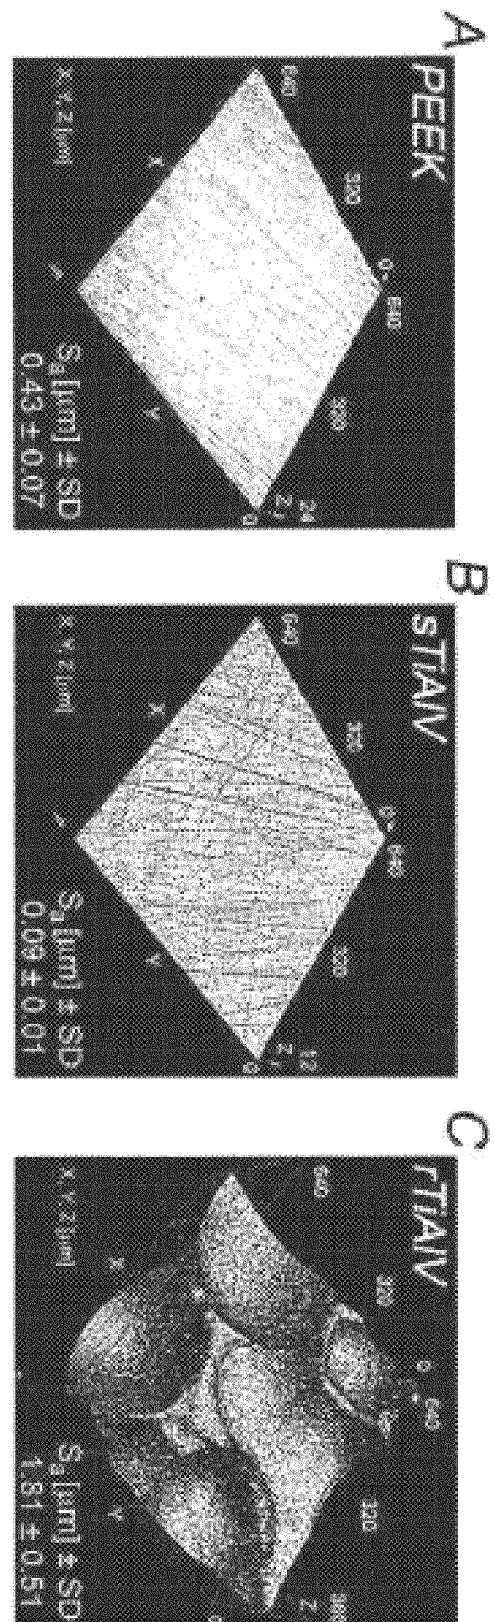 A
PEEK
640
320
0
640
320
24
Z
0
X
Y
X,Y,Z [µm]
Sa [µm] ± SD
0.43 ± 0.07
B
sTiAlV
640
320
0
640
320
12
Z
0
X
Y
X,Y,Z [µm]
Sa [µm] ± SD
0.09 ± 0.01
C
rTiAlV
640
320
0
640
320
Z
0
X
Y
X,Y,Z [µm]
Sa [µm] ± SD
1.81 ± 0.51